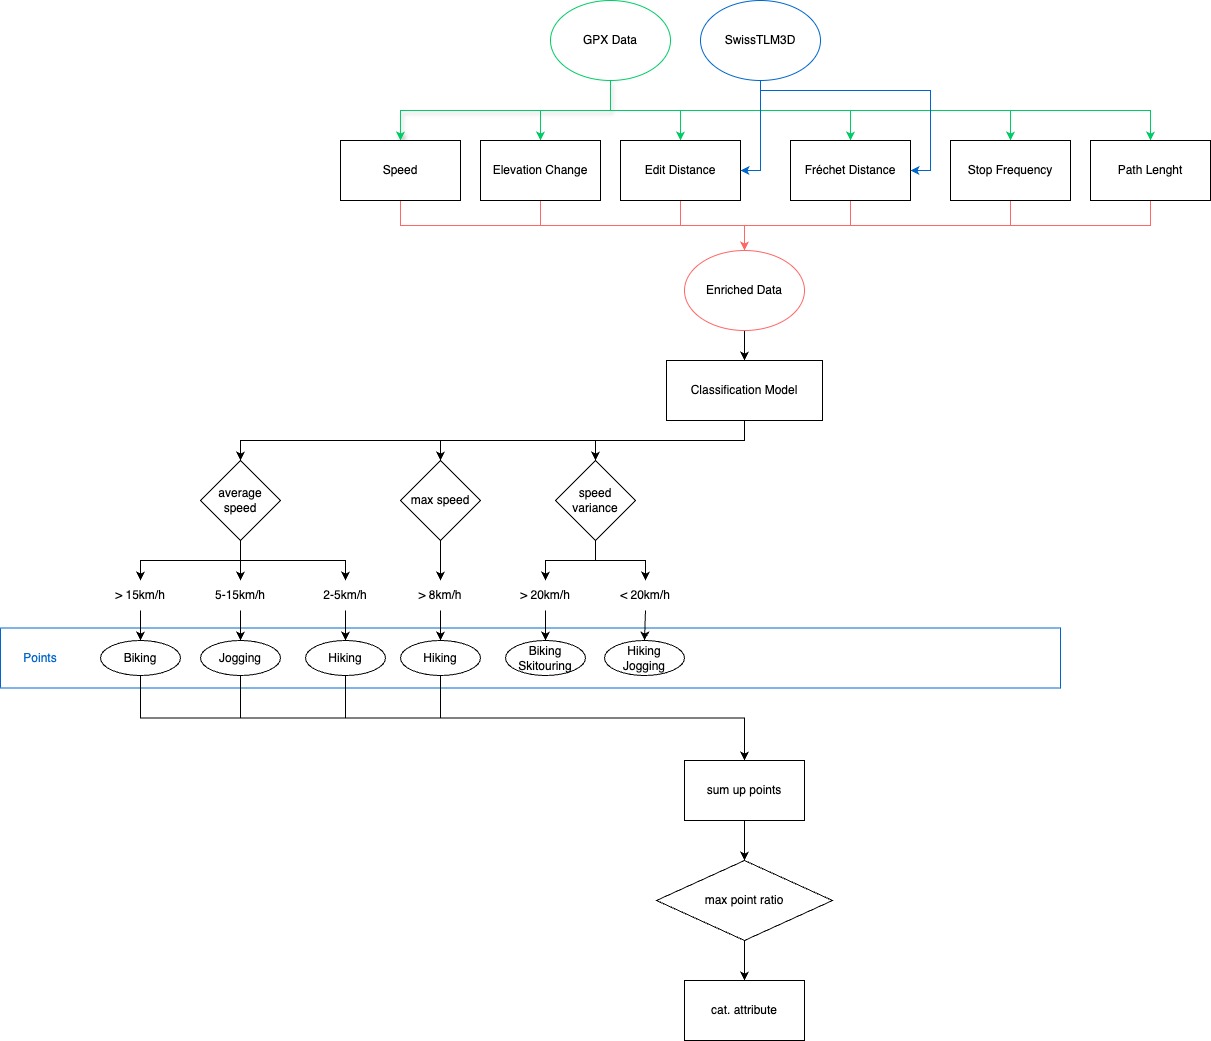 GPX Data
SwissTLM3D
Speed
Elevation Change
Edit Distance
Fréchet Distance
Stop Frequency
Path Lenght
Enriched Data
Classification Model
average
speed
max speed
speed
variance
> 15km/h
5-15km/h
2-5km/h
> 8km/h
> 20km/h
< 20km/h
Points
Biking
Jogging
Hiking
Hiking
Biking
Skitouring
Hiking
Jogging
sum up points
max point ratio
cat. attribute